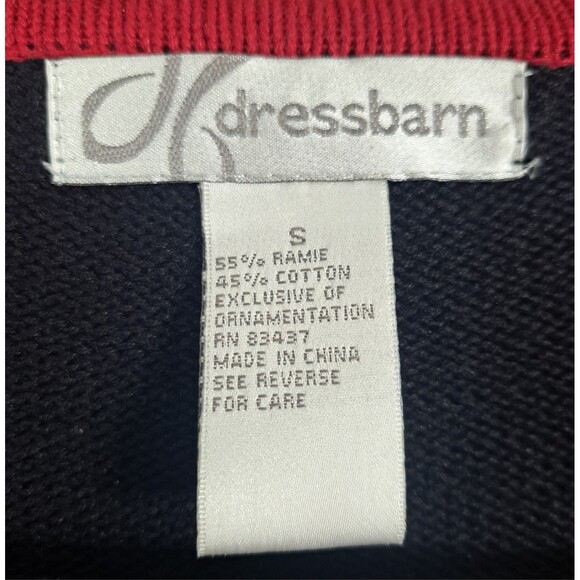 dressbarn
S
55% RAMIE
45% COTTON
EXCLUSIVE OF
ORNAMENTATION
RN 83437
MADE IN CHINA
SEE REVERSE
FOR CARE